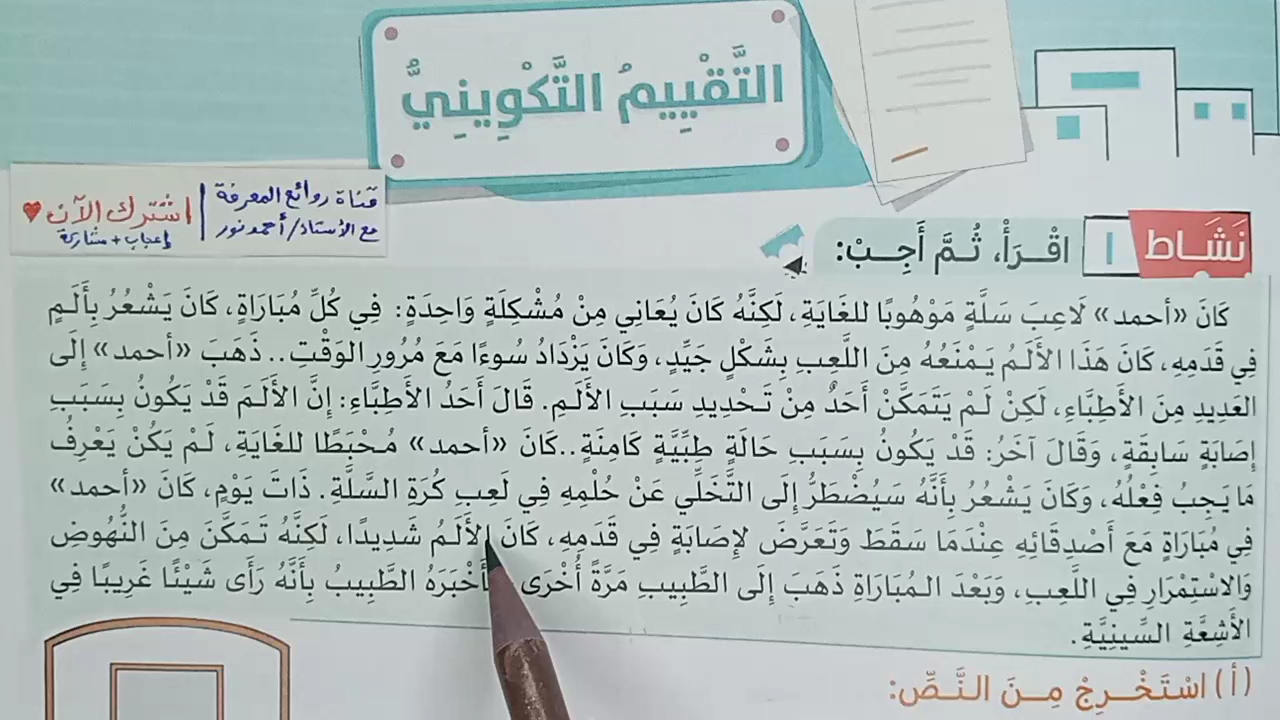 التَّقْيِيمُ التَّكْوِينِيُّ
قناة روائع المعرفة
مع الأستاذ/أحمد نور
اشترك الآن
إعجاب + مشاركة
نَشَاط ١ اقْرَأْ، ثُمَّ أَجِبْ:
كَانَ «أحمد» لَاعِبَ سَلَّةٍ مَوْهُوبًا للغَايَةِ، لَكِنَّهُ كَانَ يُعَانِي مِنْ مُشْكِلَةٍ وَاحِدَةٍ: فِي كُلِّ مُبَارَاةٍ، كَانَ يَشْعُرُ بِأَلَمٍ
فِي قَدَمِهِ، كَانَ هَذَا الأَلَمُ يَمْنَعُهُ مِنَ اللَّعِبِ بِشَكْلٍ جَيِّدٍ، وَكَانَ يَزْدَادُ سُوءًا مَعَ مُرُورِ الوَقْتِ.. ذَهَبَ «أحمد» إِلَى
العَدِيدِ مِنَ الأَطِبَّاءِ، لَكِنْ لَمْ يَتَمَكَّنْ أَحَدٌ مِنْ تَحْدِيدِ سَبَبِ الأَلَمِ. قَالَ أَحَدُ الأَطِبَّاءِ: إِنَّ الأَلَمَ قَدْ يَكُونُ بِسَبَبِ
إِصَابَةٍ سَابِقَةٍ، وَقَالَ آخَرُ: قَدْ يَكُونُ بِسَبَبِ حَالَةٍ طِبِّيَّةٍ كَامِنَةٍ..كَانَ «أحمد» مُحْبَطًا للغَايَةِ، لَمْ يَكُنْ يَعْرِفُ
مَا يَجِبُ فِعْلُهُ، وَكَانَ يَشْعُرُ بِأَنَّهُ سَيُضْطَرُّ إِلَى التَّخَلِّي عَنْ حُلْمِهِ فِي لَعِبِ كُرَةِ السَّلَّةِ. ذَاتَ يَوْمٍ، كَانَ «أحمد»
فِي مُبَارَاةٍ مَعَ أَصْدِقَائِهِ عِنْدَمَا سَقَطَ وَتَعَرَّضَ لإِصَابَةٍ فِي قَدَمِهِ، كَانَ الأَلَمُ شَدِيدًا، لَكِنَّهُ تَمَكَّنَ مِنَ النُّهُوضِ
وَالاسْتِمْرَارِ فِي اللَّعِبِ، وَبَعْدَ المُبَارَاةِ ذَهَبَ إِلَى الطَّبِيبِ مَرَّةً أُخْرَى أَخْبَرَهُ الطَّبِيبُ بِأَنَّهُ رَأَى شَيْئًا غَرِيبًا فِي
الأَشِعَّةِ السِّينِيَّةِ.
(أ) اسْتَخْرِجْ مِنَ النَّصِّ: